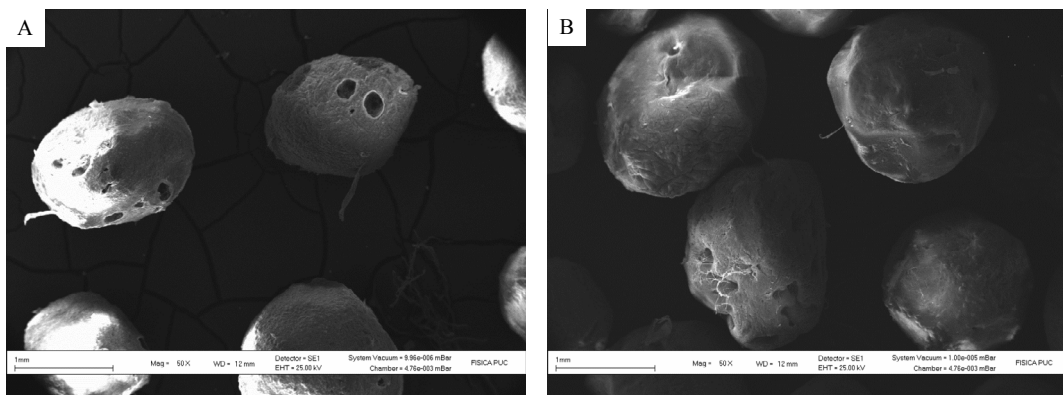 A
1mm
Mag = 50 X WD = 12 mm
Detector = SE1
EHT = 25.00 kV
System Vacuum = 9.96e-006 mBar
Chamber = 4.76e-003 mBar
FISICA PUC
B
1mm
Mag = 50 X WD = 12 mm
Detector = SE1
EHT = 25.00 kV
System Vacuum = 1.00e-005 mBar
Chamber = 4.76e-003 mBar
FISICA PUC